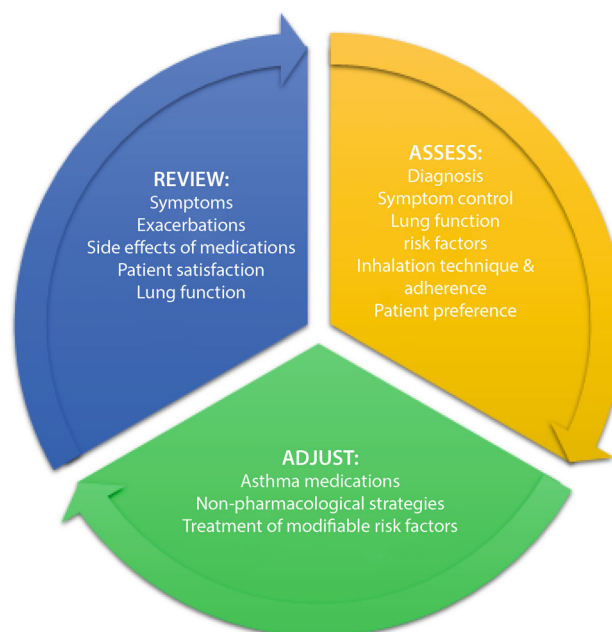 REVIEW:
Symptoms
Exacerbations
Side effects of medications
Patient satisfaction
Lung function
ASSESS:
Diagnosis
Symptom control
Lung function
risk factors
Inhalation technique &
adherence
Patient preference
ADJUST:
Asthma medications
Non-pharmacological strategies
Treatment of modifiable risk factors